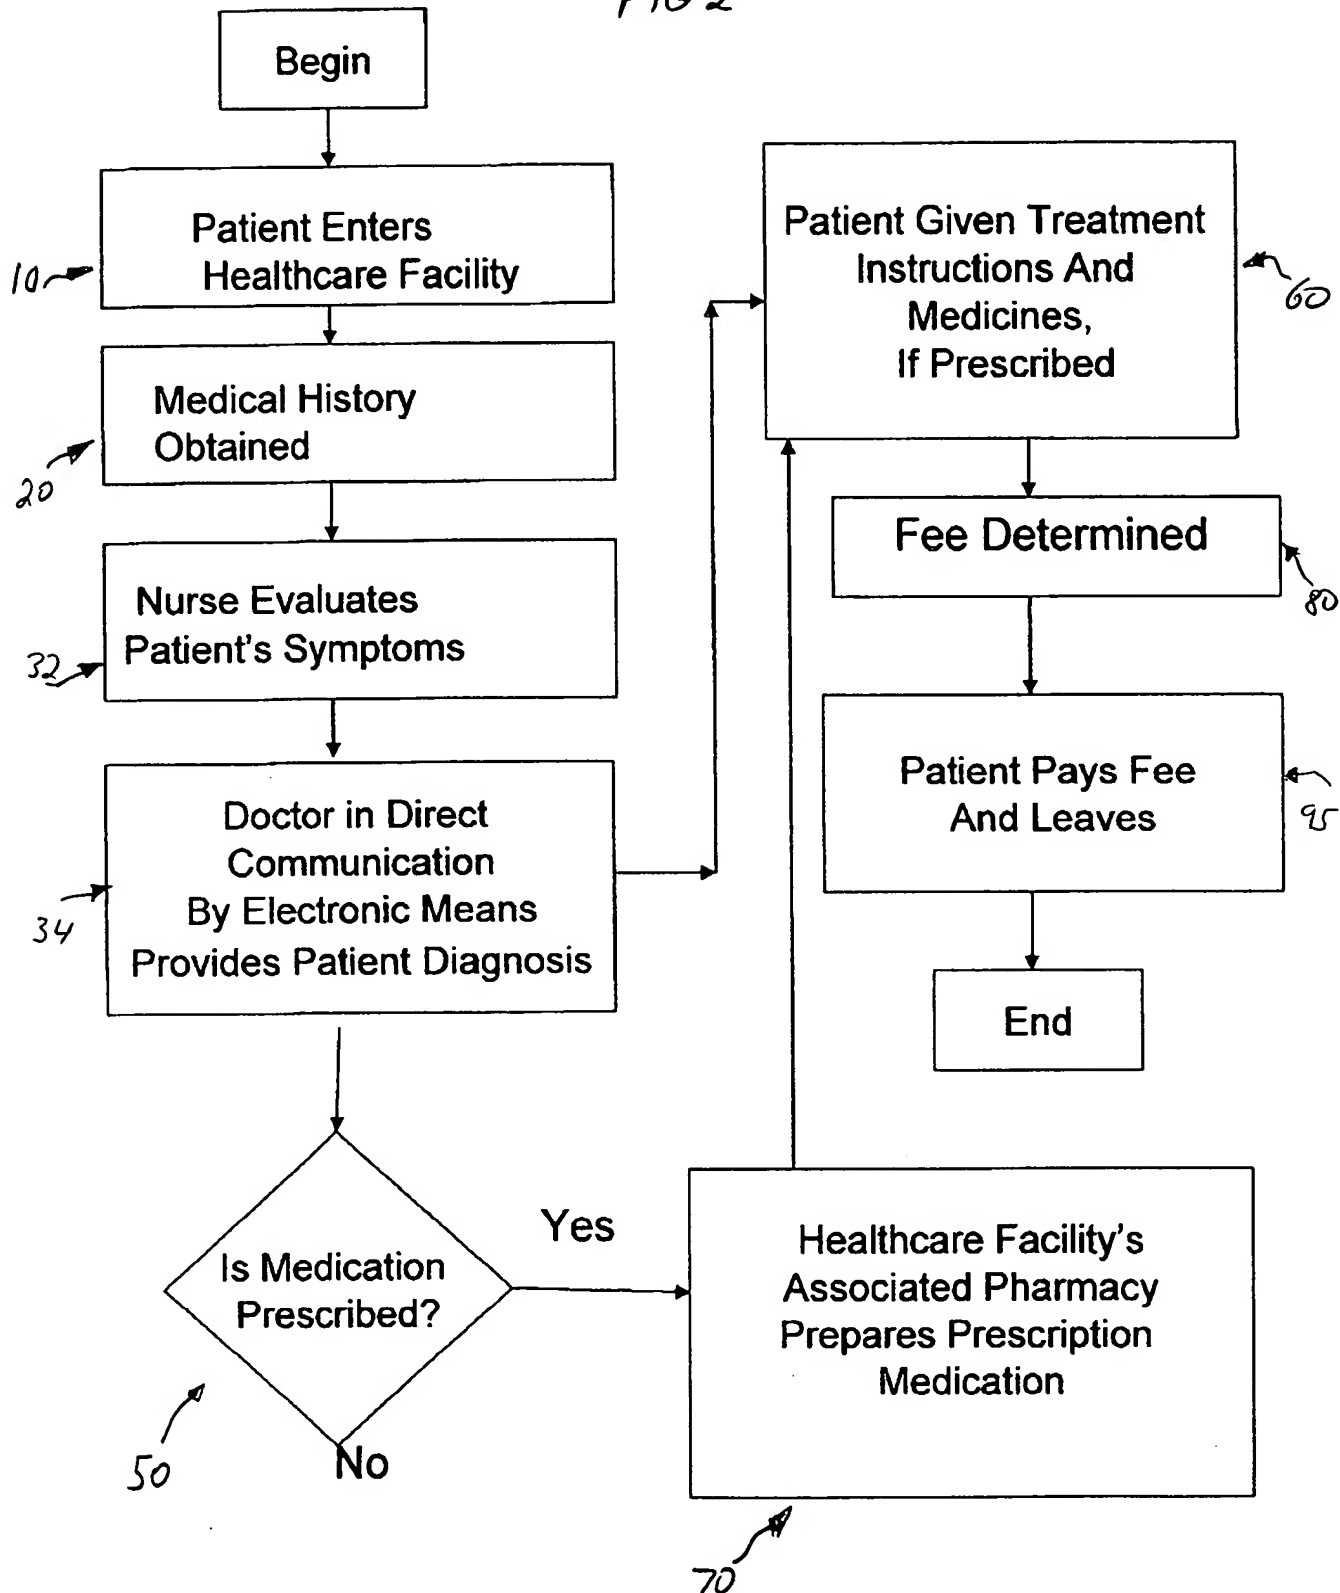 FIG 2
Begin
Patient Enters
Healthcare Facility
10
Medical History
Obtained
20
Nurse Evaluates
Patient's Symptoms
32
Doctor in Direct
Communication
By Electronic Means
Provides Patient Diagnosis
34
Is Medication
Prescribed?
50
Yes
No
Healthcare Facility's
Associated Pharmacy
Prepares Prescription
Medication
70
Patient Given Treatment
Instructions And
Medicines,
If Prescribed
60
Fee Determined
80
Patient Pays Fee
And Leaves
95
End